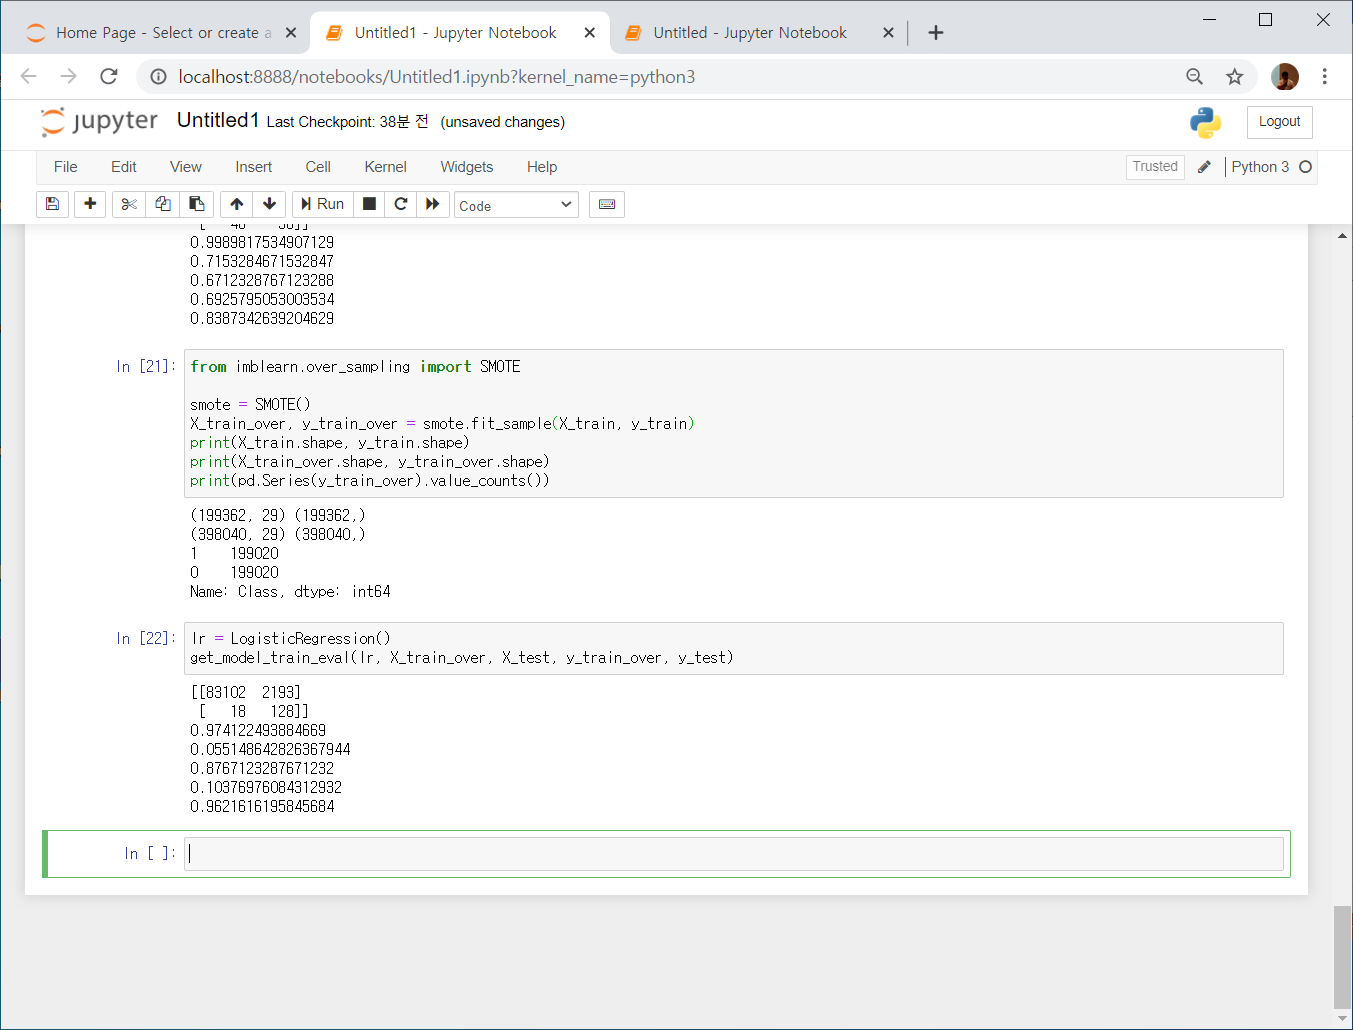 Home Page - Select or create a
Untitled1 - Jupyter Notebook
Untitled - Jupyter Notebook
localhost:8888/notebooks/Untitled1.ipynb?kernel_name=python3
jupyter Untitled1 Last Checkpoint: 38분 전 (unsaved changes)
Logout
File Edit View Insert Cell Kernel Widgets Help
Trusted
Python 3
Run
Code
0.9989817534907129
0.7153284671532847
0.6712328767123288
0.6925795053003534
0.8387342639204629
In [21]: from imblearn.over_sampling import SMOTE
smote = SMOTE()
X_train_over, y_train_over = smote.fit_sample(X_train, y_train)
print(X_train.shape, y_train.shape)
print(X_train_over.shape, y_train_over.shape)
print(pd.Series(y_train_over).value_counts())
(199362, 29) (199362,)
(398040, 29) (398040,)
1    199020
0    199020
Name: Class, dtype: int64
In [22]: lr = LogisticRegression()
get_model_train_eval(lr, X_train_over, X_test, y_train_over, y_test)
[[83102  2193]
 [   18   128]]
0.974122493884669
0.055148642826367944
0.8767123287671232
0.10376976084312932
0.9621616195845684
In [ ]: